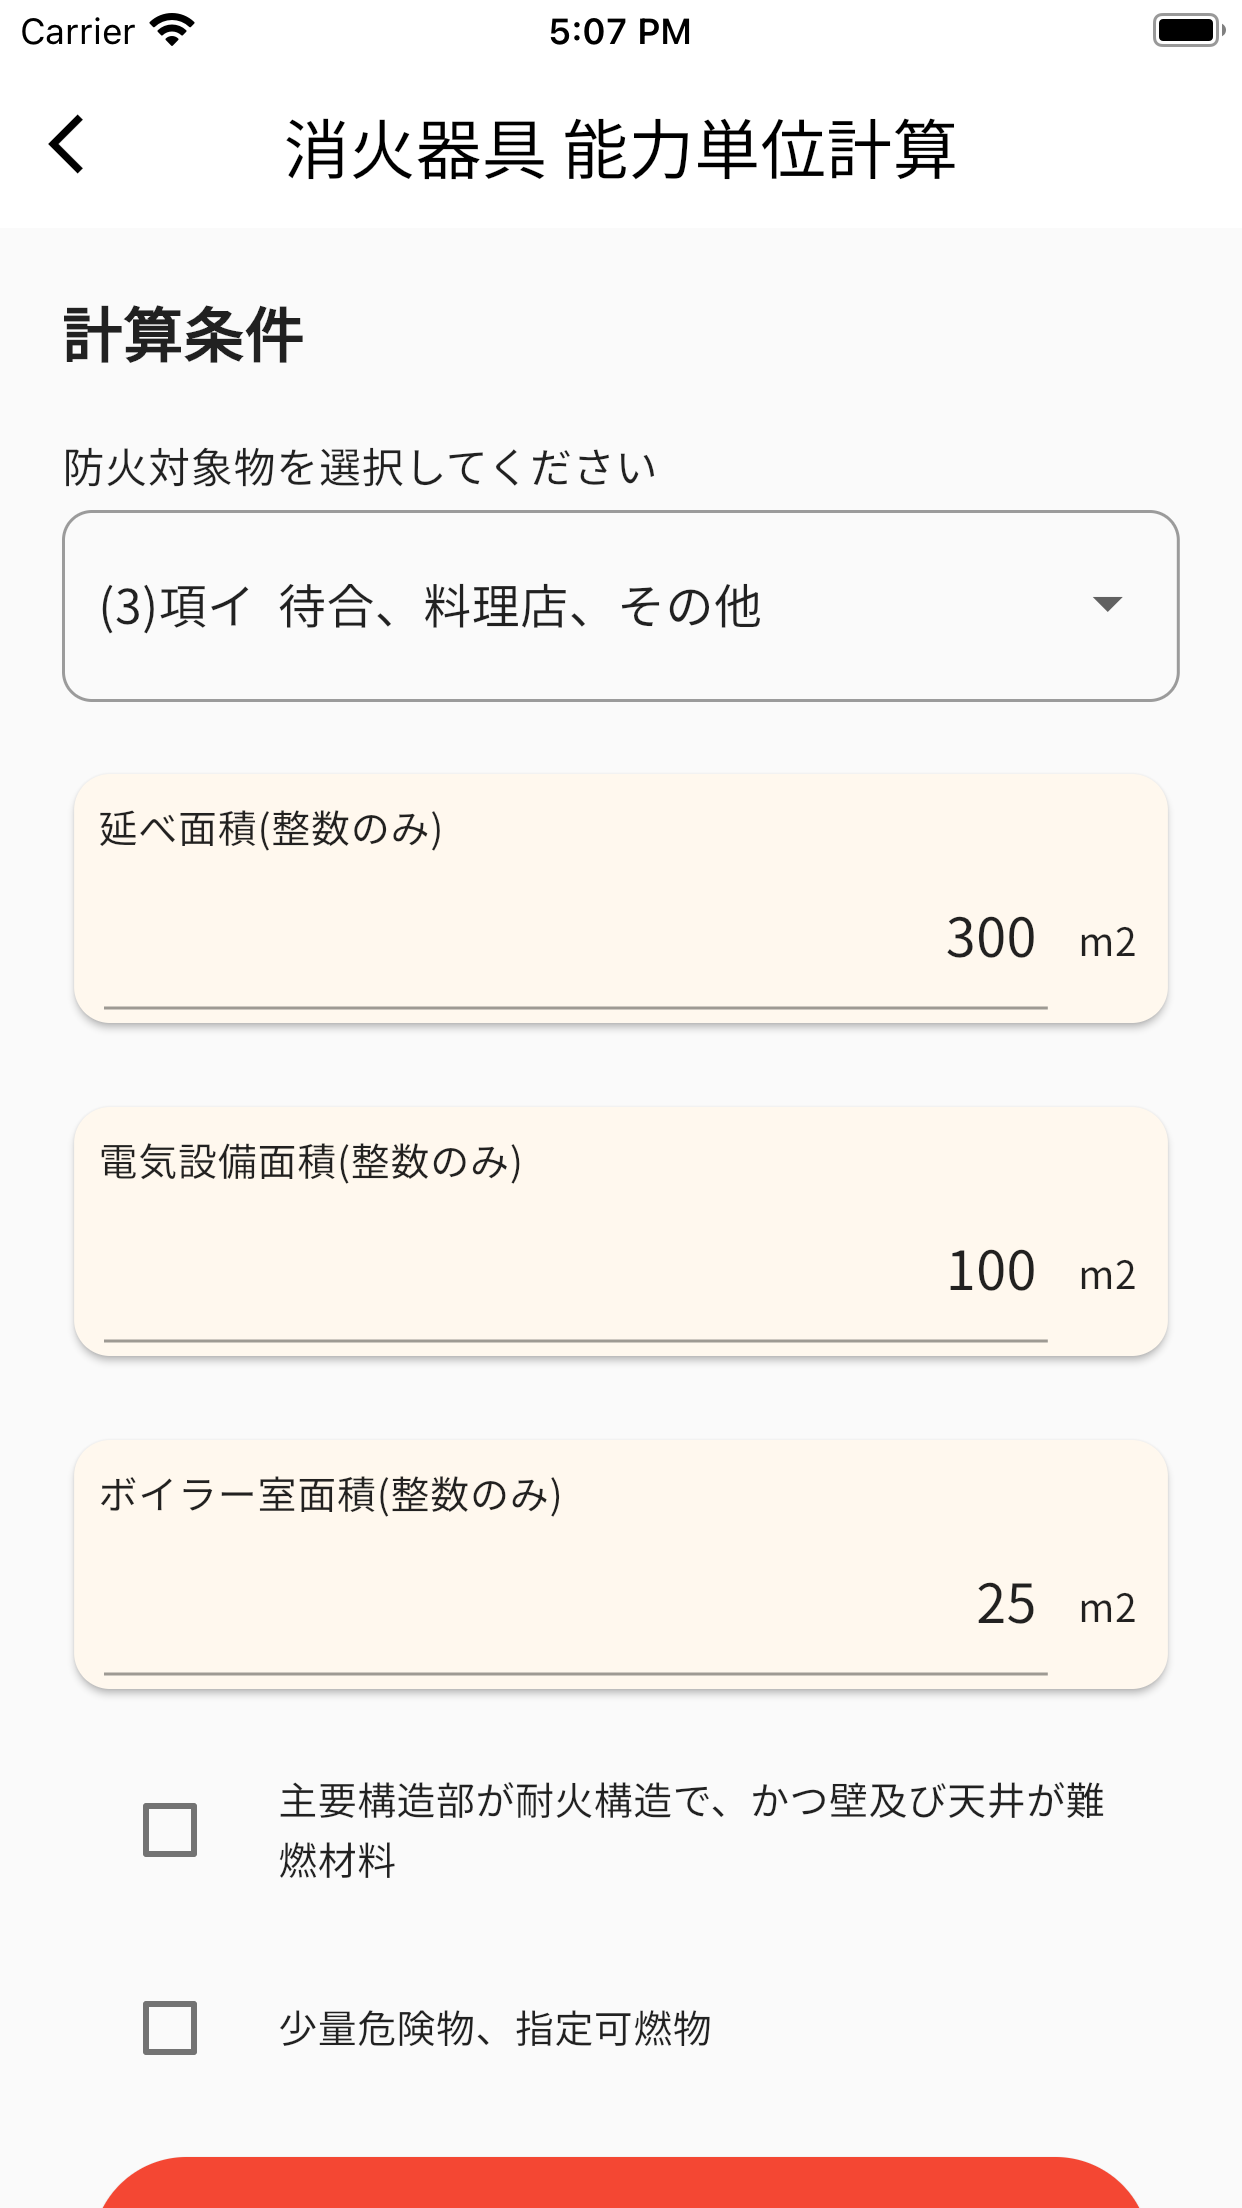 Carrier 5:07 PM
消火器具 能力単位計算
計算条件
防火対象物を選択してください
(3)項イ 待合、料理店、その他
延べ面積(整数のみ)
300 m2
電気設備面積(整数のみ)
100 m2
ボイラー室面積(整数のみ)
25 m2
主要構造部が耐火構造で、かつ壁及び天井が難
燃材料
少量危険物、指定可燃物